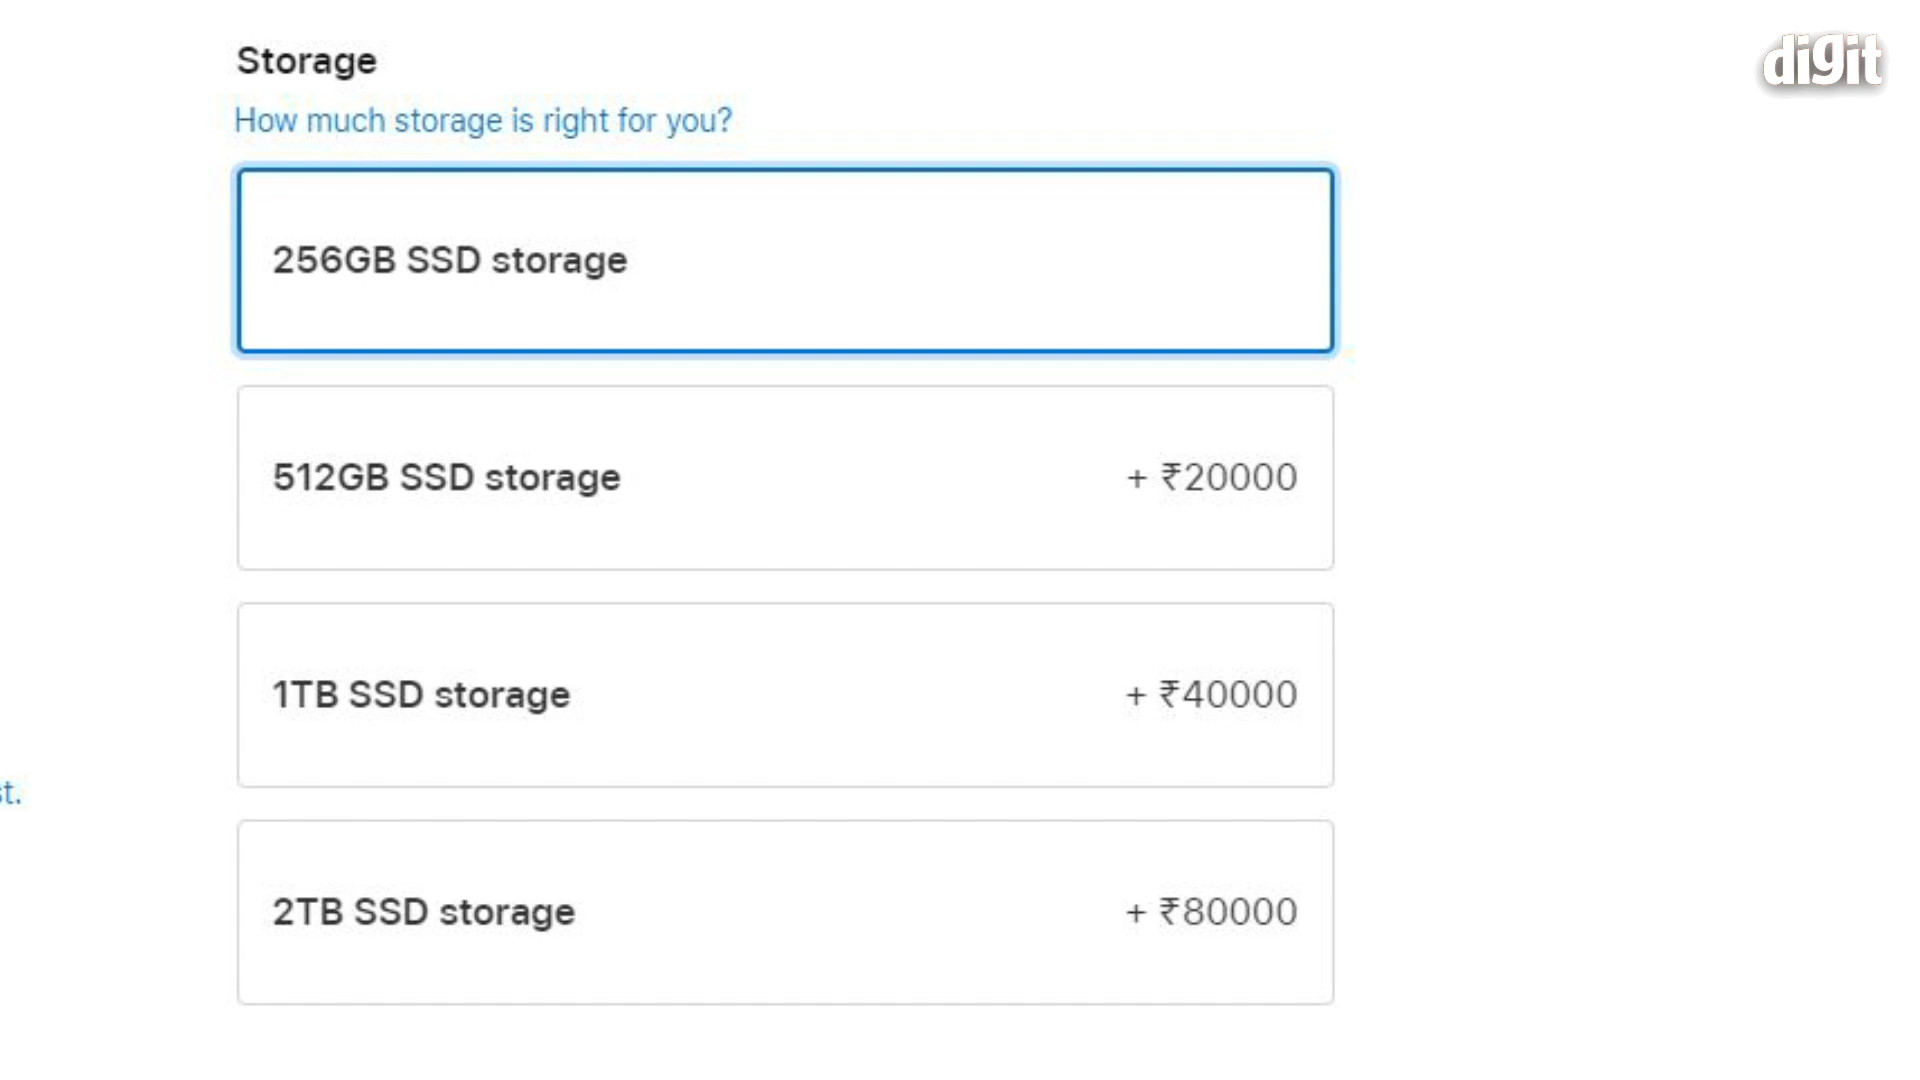 Storage
digit
How much storage is right for you?
256GB SSD storage
512GB SSD storage + ₹20000
1TB SSD storage + ₹40000
st.
2TB SSD storage + ₹80000